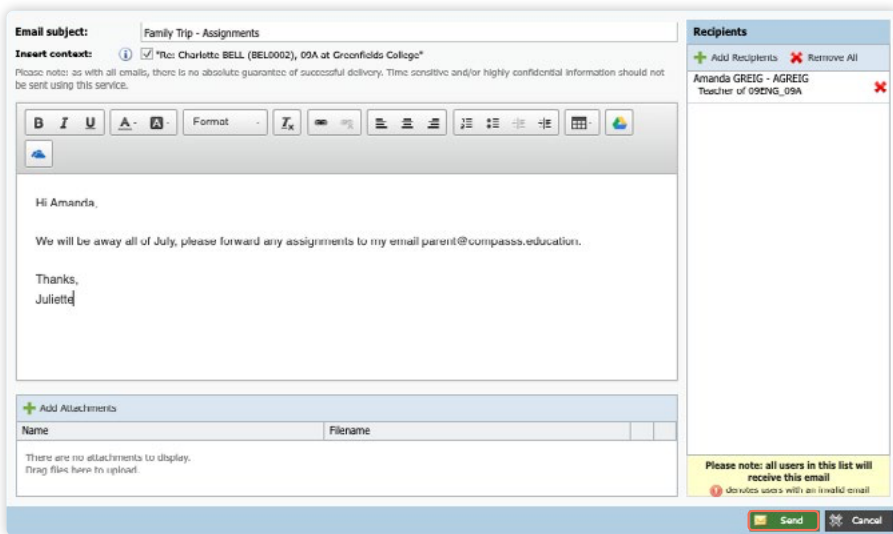 Email subject: Family Trip - Assignments
Insert context: "Re: Charlotte BELL (BEL0002), 09A at Greenfields College"
Please note: as with all emails, there is no absolute guarantee of successful delivery. Time sensitive and/or highly confidential information should not
be sent using this service.
B I U A A Format Tx
Hi Amanda,
We will be away all of July, please forward any assignments to my email parent@compasss.education.
Thanks,
Juliette
Add Attachments
Name Filename
There are no attachments to display.
Drag files here to upload.
Recipients
Add Recipients Remove All
Amanda GREIG - AGREIG
Teacher of 09ENG_09A
Please note: all users in this list will
receive this email
denotes users with an invalid email
Send Cancel